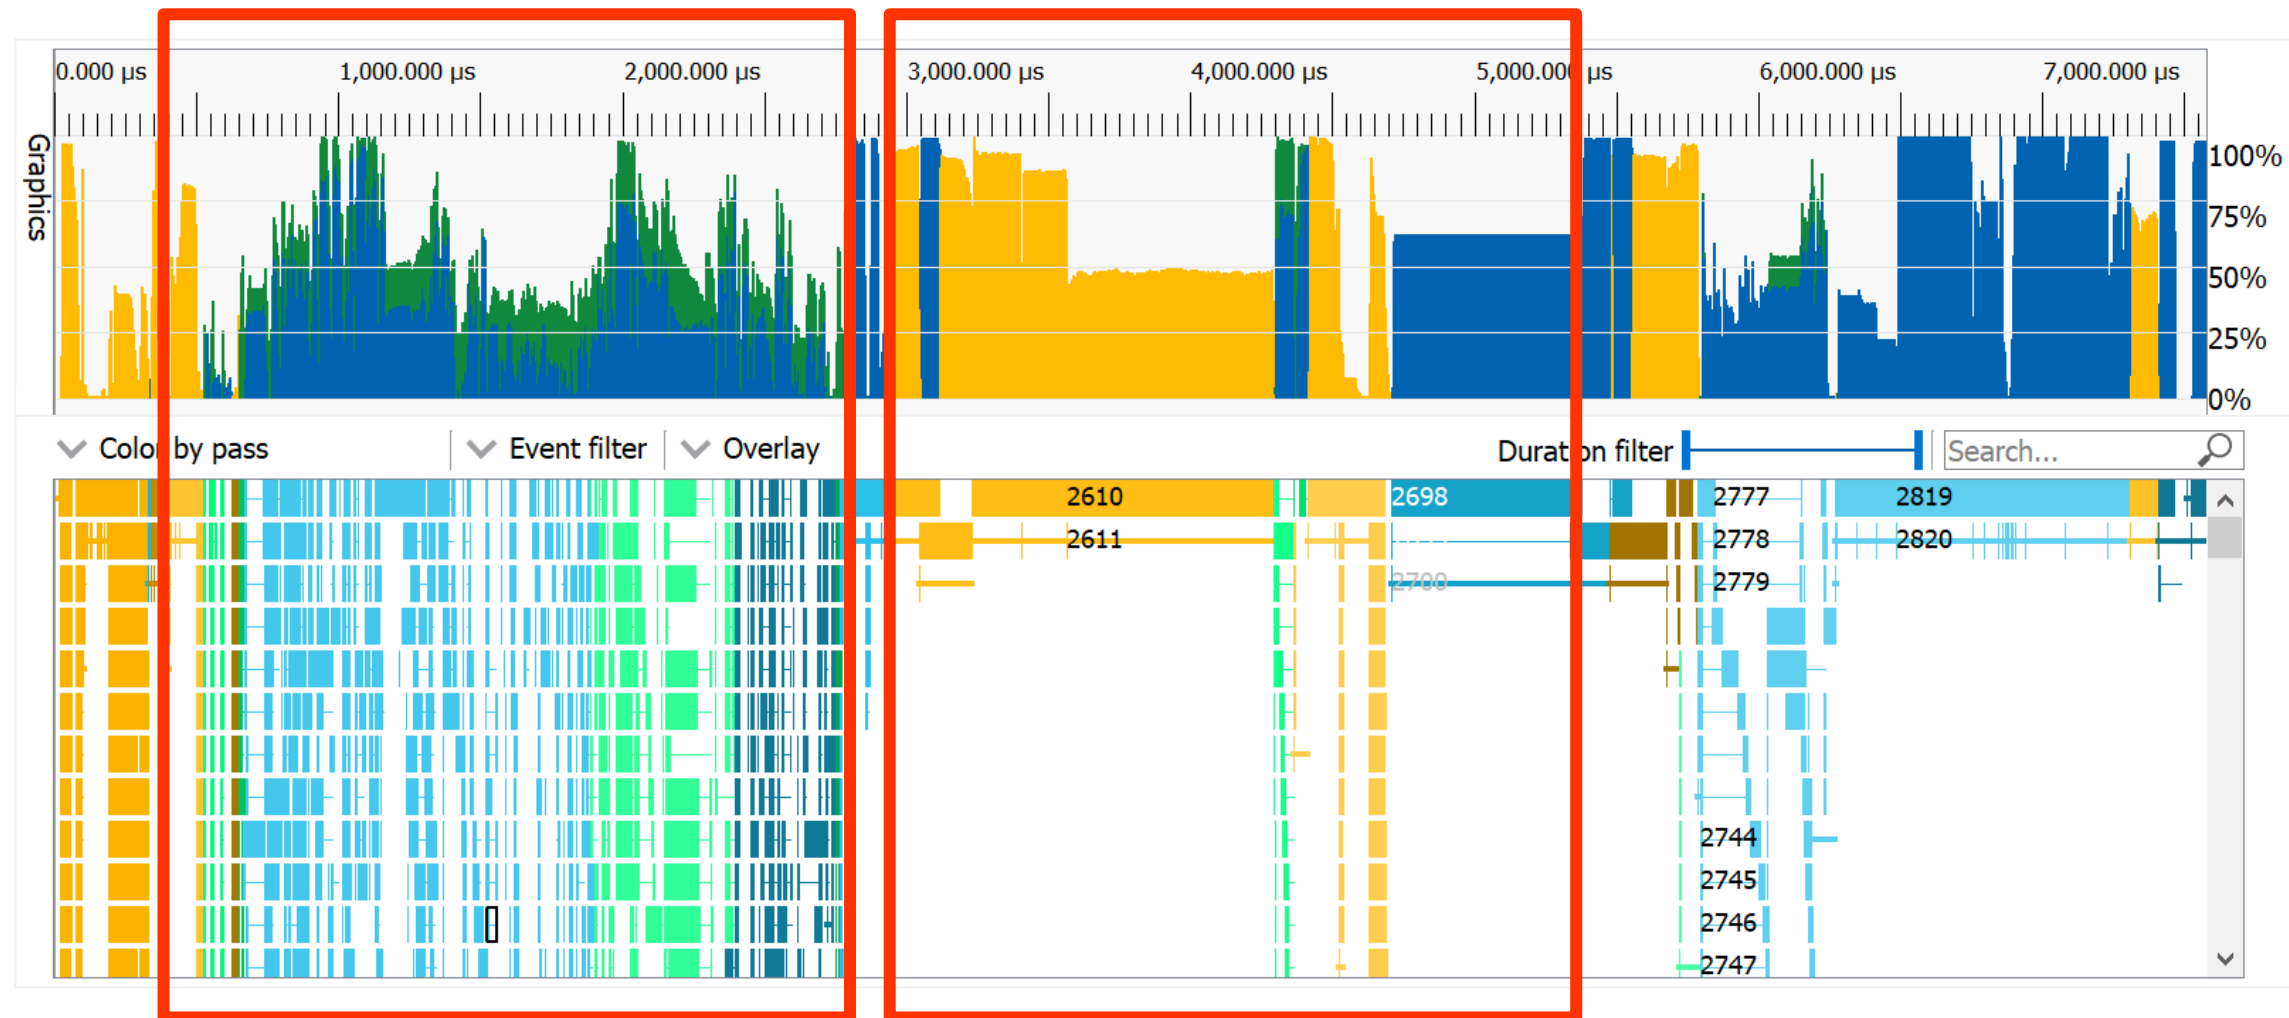 0.000 µs 1,000.000 µs 2,000.000 µs 3,000.000 µs 4,000.000 µs 5,000.000 µs 6,000.000 µs 7,000.000 µs
Graphics
100%
75%
50%
25%
0%
Color by pass Event filter Overlay Duration filter Search...
2610 2698 2777 2819
2611 2778 2820
2700 2779
2744
2745
2746
2747